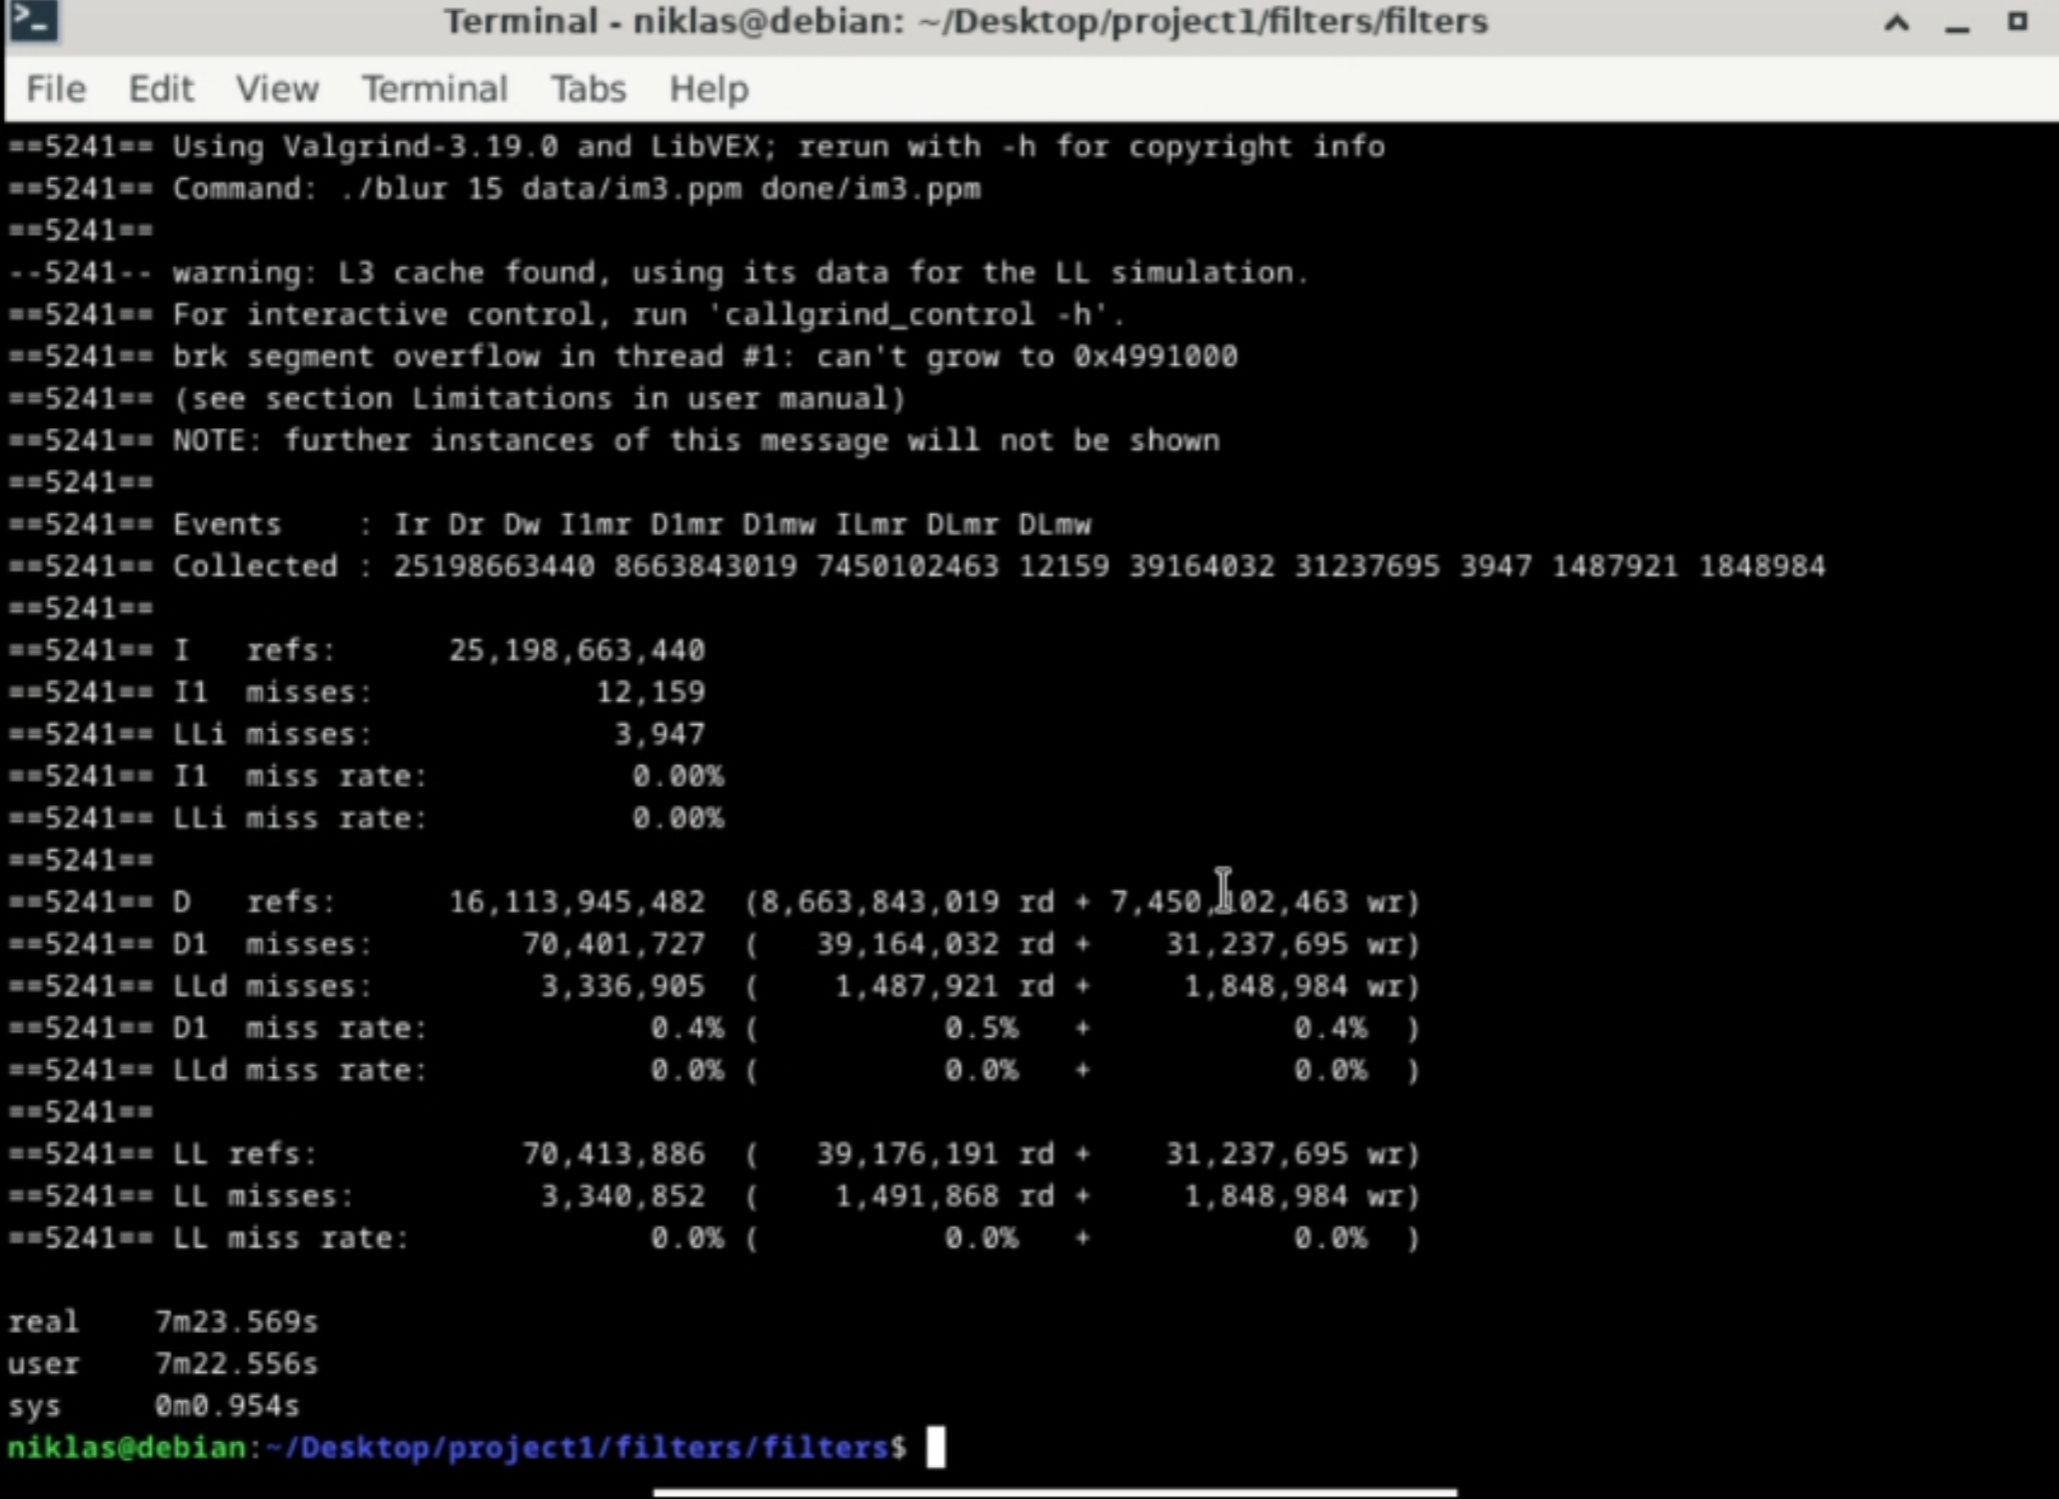 Terminal - niklas@debian: ~/Desktop/project1/filters/filters
File Edit View Terminal Tabs Help
==5241== Using Valgrind-3.19.0 and LibVEX; rerun with -h for copyright info
==5241== Command: ./blur 15 data/im3.ppm done/im3.ppm
==5241==
--5241-- warning: L3 cache found, using its data for the LL simulation.
==5241== For interactive control, run 'callgrind_control -h'.
==5241== brk segment overflow in thread #1: can't grow to 0x4991000
==5241== (see section Limitations in user manual)
==5241== NOTE: further instances of this message will not be shown
==5241==
==5241== Events    : Ir Dr Dw I1mr D1mr D1mw ILmr DLmr DLmw
==5241== Collected : 25198663440 8663843019 7450102463 12159 39164032 31237695 3947 1487921 1848984
==5241==
==5241== I   refs:      25,198,663,440
==5241== I1  misses:            12,159
==5241== LLi misses:             3,947
==5241== I1  miss rate:           0.00%
==5241== LLi miss rate:           0.00%
==5241==
==5241== D   refs:      16,113,945,482  (8,663,843,019 rd + 7,450,102,463 wr)
==5241== D1  misses:        70,401,727  (   39,164,032 rd +    31,237,695 wr)
==5241== LLd misses:         3,336,905  (    1,487,921 rd +     1,848,984 wr)
==5241== D1  miss rate:            0.4% (          0.5%   +           0.4%  )
==5241== LLd miss rate:            0.0% (          0.0%   +           0.0%  )
==5241==
==5241== LL refs:           70,413,886  (   39,176,191 rd +    31,237,695 wr)
==5241== LL misses:          3,340,852  (    1,491,868 rd +     1,848,984 wr)
==5241== LL miss rate:             0.0% (          0.0%   +           0.0%  )
real    7m23.569s
user    7m22.556s
sys     0m0.954s
niklas@debian:~/Desktop/project1/filters/filters$